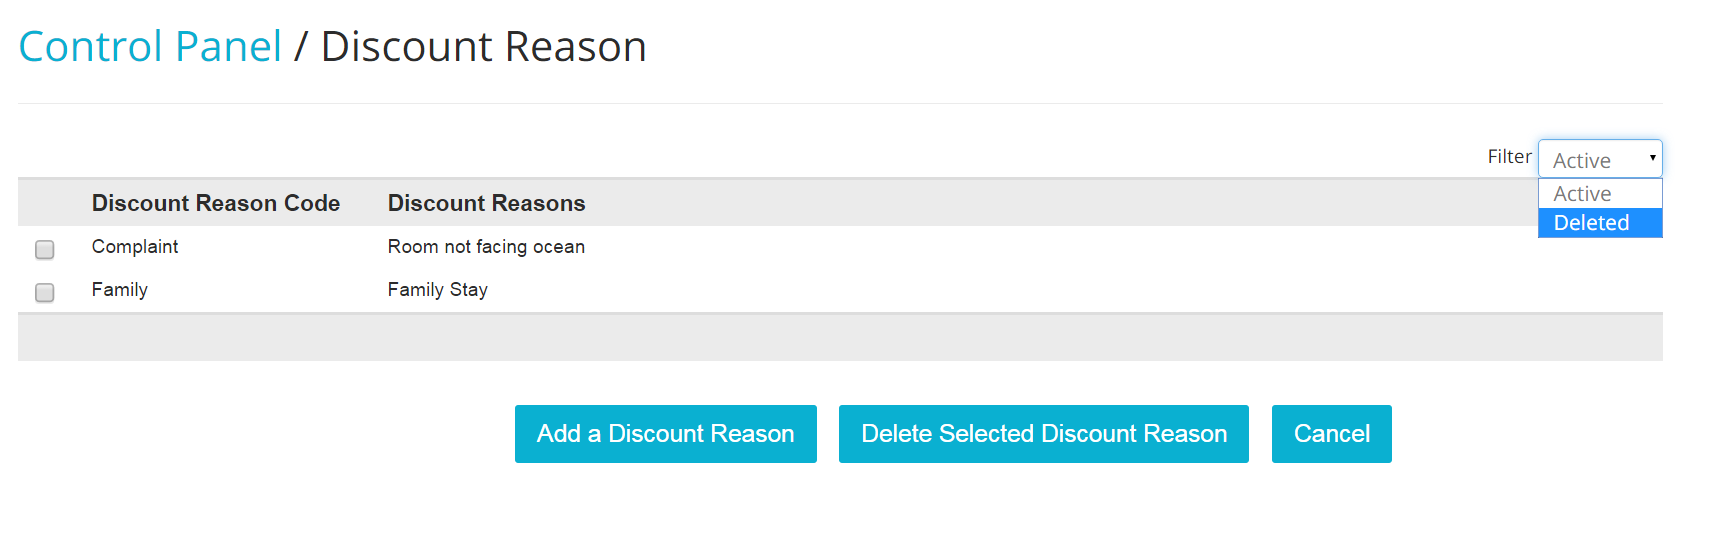 Control Panel / Discount Reason
Filter Active
Active
Deleted
Discount Reason Code Discount Reasons
Complaint Room not facing ocean
Family Family Stay
Add a Discount Reason Delete Selected Discount Reason Cancel